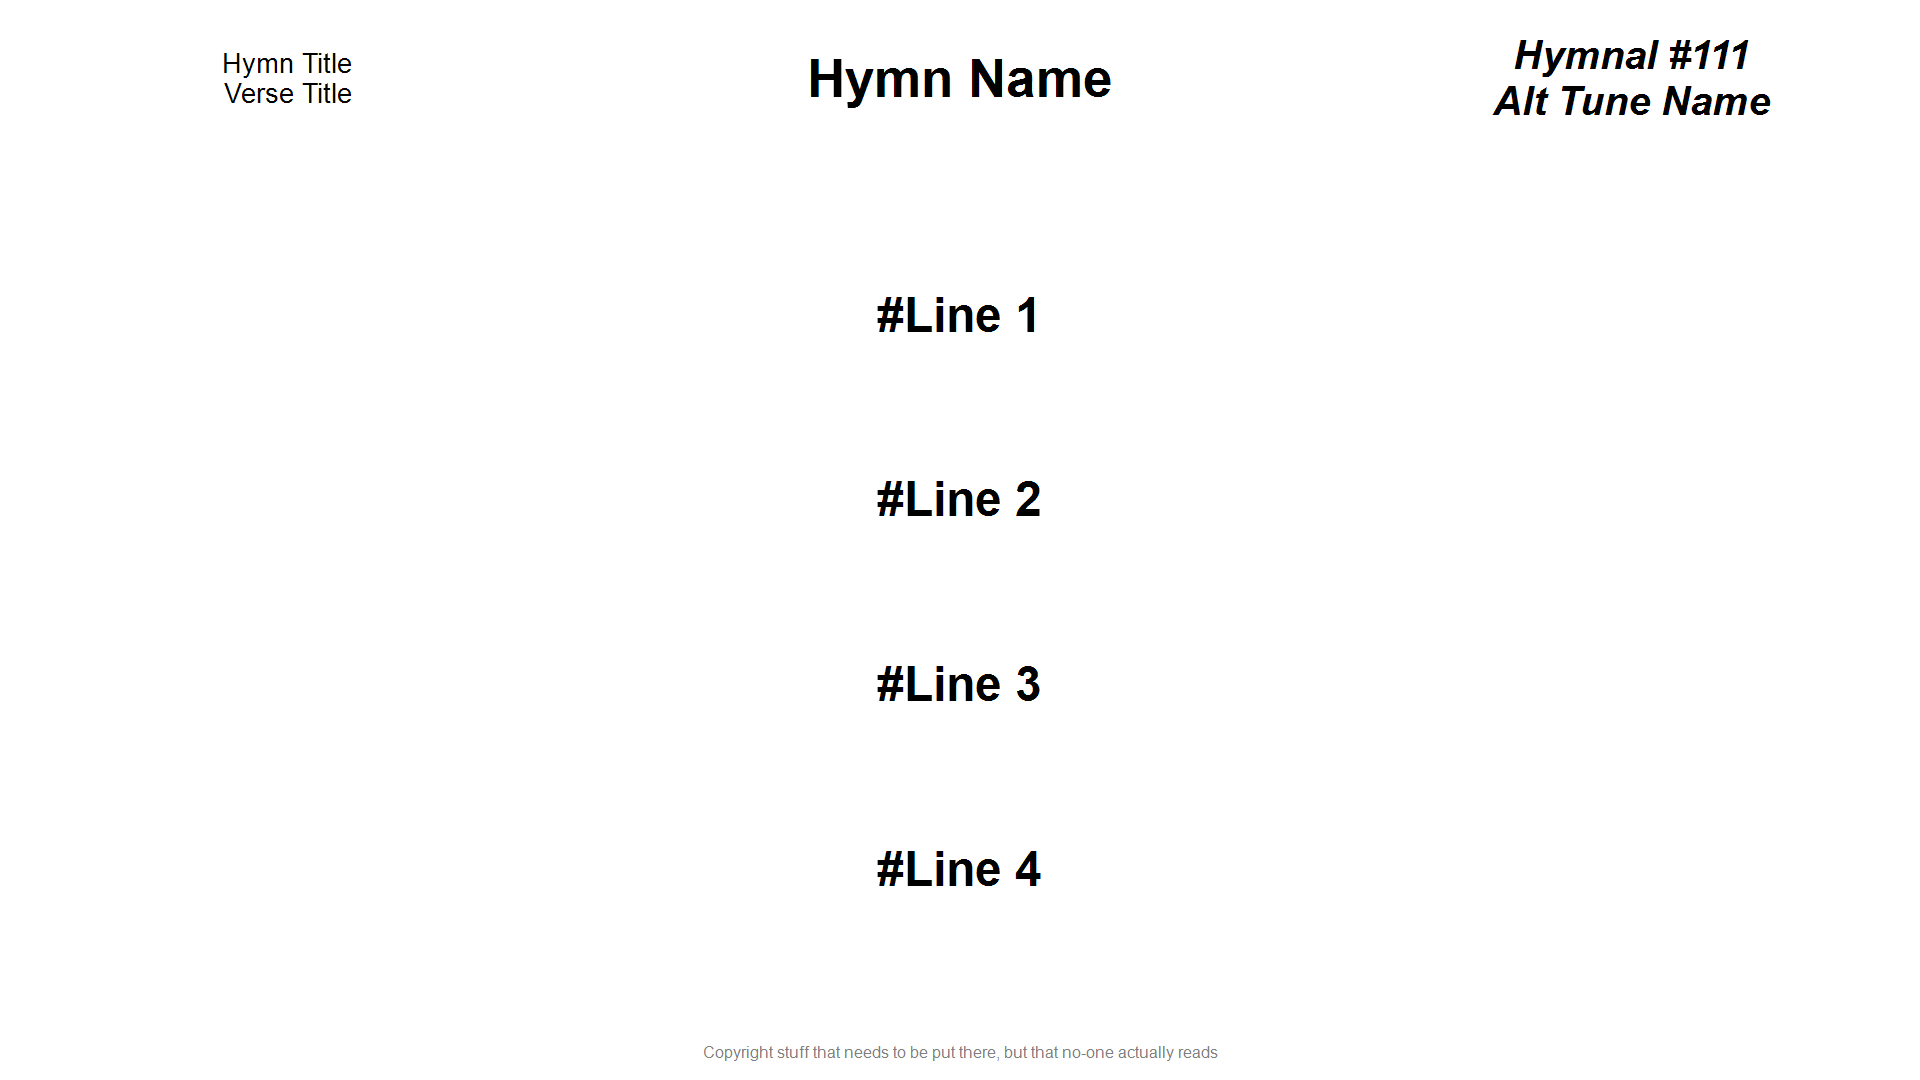 Hymn Title
Verse Title
Hymn Name
Hymnal #111
Alt Tune Name
#Line 1
#Line 2
#Line 3
#Line 4
Copyright stuff that needs to be put there, but that no-one actually reads